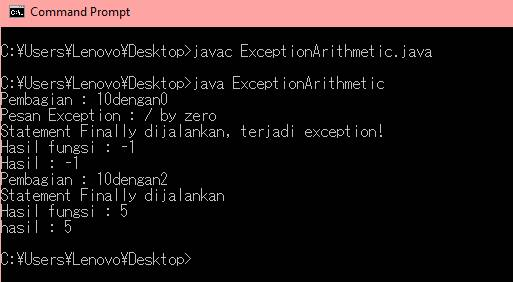 Command Prompt
C:¥Users¥Lenovo¥Desktop>javac ExceptionArithmetic.java
C:¥Users¥Lenovo¥Desktop>java ExceptionArithmetic
Pembagian : 10dengan0
Pesan Exception : / by zero
Statement Finally dijalankan, terjadi exception!
Hasil fungsi : -1
Hasil : -1
Pembagian : 10dengan2
Statement Finally dijalankan
Hasil fungsi : 5
hasil : 5
C:¥Users¥Lenovo¥Desktop>